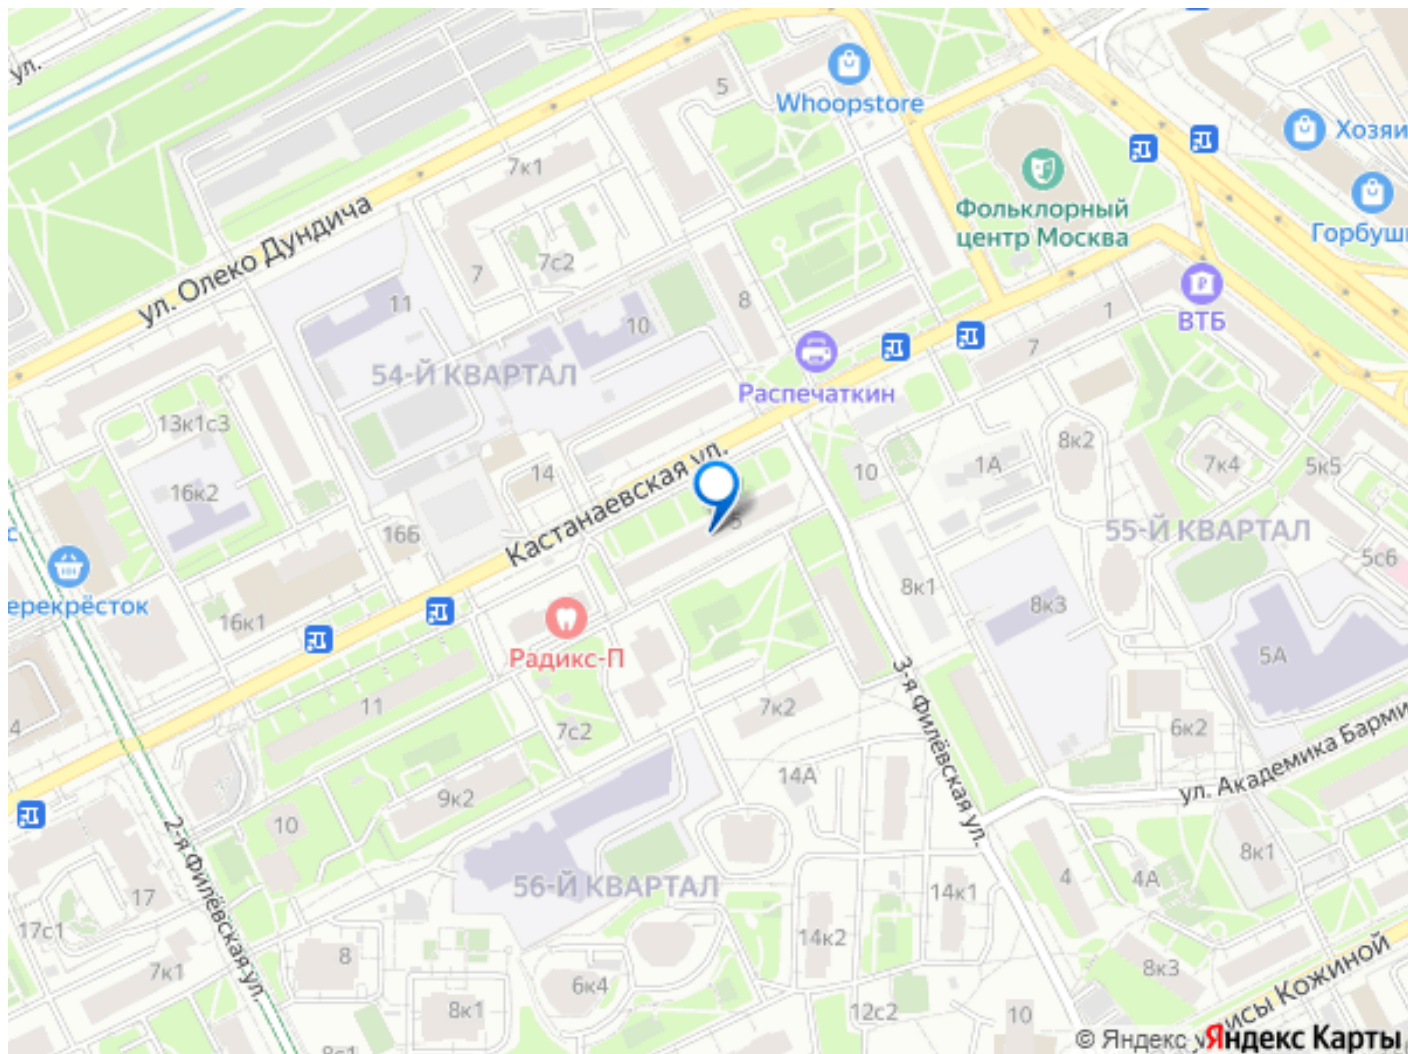 ул.
5
Whoopstore
Хозяи
7к1
Фольклорный
центр Москва
Горбуш
ул. Олеко Дундича
7
7с2
11
10
8
1
ВТБ
7
54-Й КВАРТАЛ
Распечаткин
13к1с3
14
16к2
Кастанаевская ул.
10
1А
8к2
7к4
5к5
16Б
5
55-Й КВАРТАЛ
5с6
с
ерекрёсток
16к1
8к1
8к3
Радикс-П
5А
3-я Филёвская ул.
4
11
7с2
7к2
6к2
14А
ул. Академика Барми
9к2
10
2-я Филёвская ул.
8к1
56-Й КВАРТАЛ
17
14к1
4
4А
17с1
14к2
8
7к1
6к4
8к3
8к1
12с2
10
исы Кожиной
8с1
© Яндекс у
Яндекс Карты